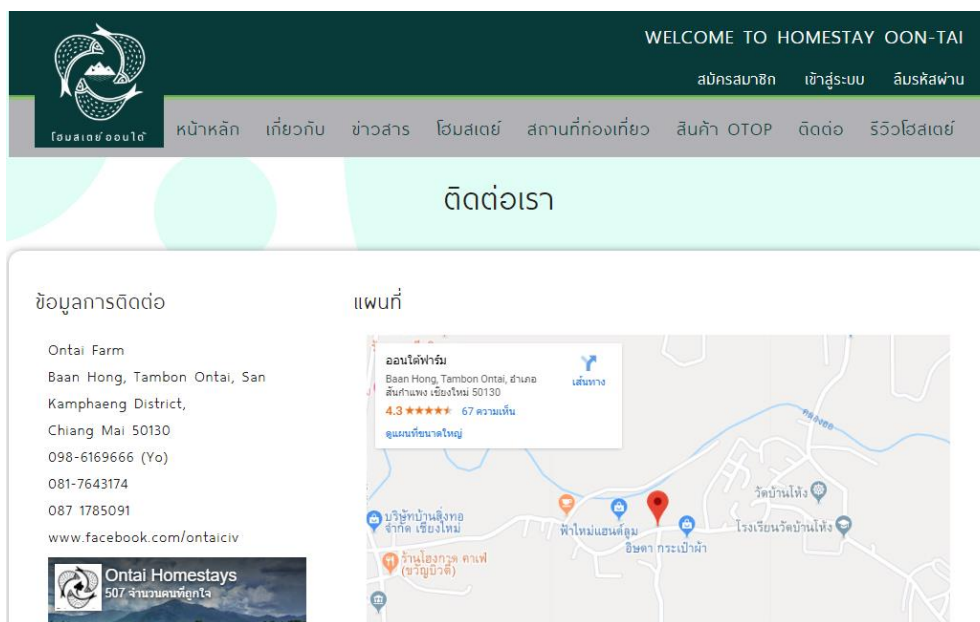 WELCOME TO HOMESTAY OON-TAI
สมัครสมาชิก เข้าสู่ระบบ ลืมรหัสผ่าน
โฮมสเตย์ออนใต้
หน้าหลัก เกี่ยวกับ ข่าวสาร โฮมสเตย์ สถานที่ท่องเที่ยว สินค้า OTOP ติดต่อ รีวิวโฮสเตย์
ติดต่อเรา
ข้อมูลการติดต่อ
Ontai Farm
Baan Hong, Tambon Ontai, San
Kamphaeng District,
Chiang Mai 50130
098-6169666 (Yo)
081-7643174
087 1785091
www.facebook.com/ontaiciv
Ontai Homestays
507 จำนวนคนที่ถูกใจ
แผนที่
ออนใต้ฟาร์ม
Baan Hong, Tambon Ontai, อำเภอ
สันกำแพง เชียงใหม่ 50130
4.3 ★★★★★ 67 ความเห็น
ดูแผนที่ขนาดใหญ่
เส้นทาง
คลองฮอ
วัดบ้านโห้ง
บริษัทบ้านสิ่งทอ
จำกัด เชียงใหม่
ฟ้าใหม่แฮนด์ลูม
โรงเรียนวัดบ้านโห้ง
อิษตา กระเป๋าผ้า
ร้านโฮงกาด คาเฟ่
(ขวัญบิวตี้)